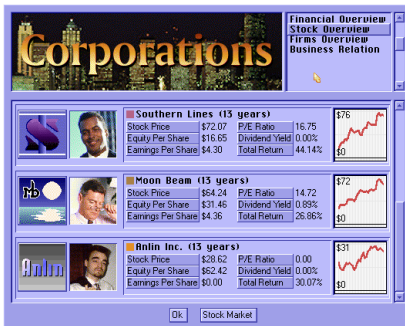 Corporations
Financial Overview
Stock Overview
Firms Overview
Business Relation
Southern Lines (13 years)
Stock Price $72.07 P/E Ratio 16.75
Equity Per Share $16.65 Dividend Yield 0.00%
Earnings Per Share $4.30 Total Return 44.14%
$76
$0
MD
Moon Beam (13 years)
Stock Price $64.24 P/E Ratio 14.72
Equity Per Share $31.46 Dividend Yield 0.89%
Earnings Per Share $4.36 Total Return 26.86%
$72
$0
Anlin
Anlin Inc. (13 years)
Stock Price $28.62 P/E Ratio 0.00
Equity Per Share $62.42 Dividend Yield 0.00%
Earnings Per Share $0.00 Total Return 30.07%
$31
$0
Ok Stock Market